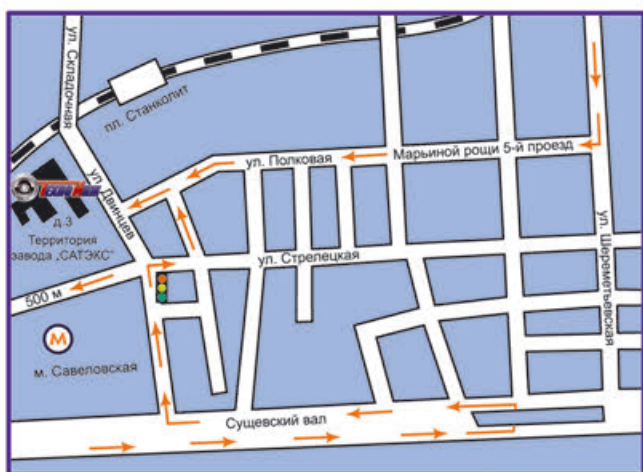 ул. Складочная
пл. Станколит
ул. Полковая
Марьиной рощи 5-й проезд
ул. Двинцев
д.3
Территория
завода „САТЭКС"
ул. Стрелецкая
ул. Шереметьевская
500 м
М
м. Савеловская
Сущевский вал